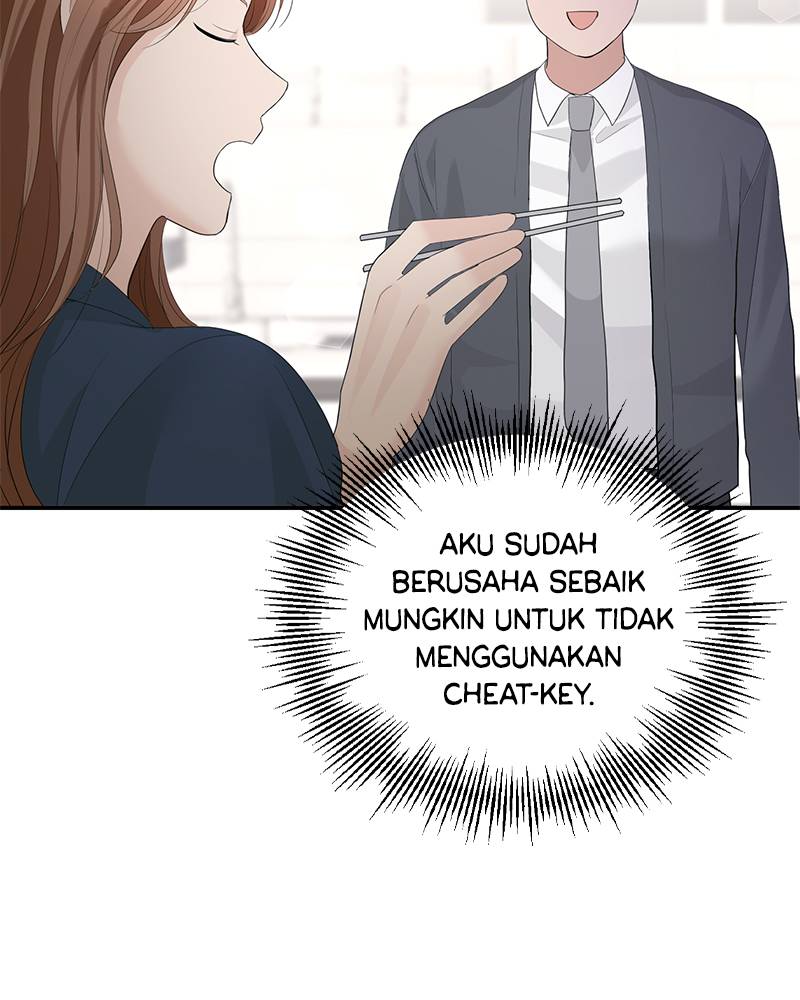 AKU SUDAH
BERUSAHA SEBAIK
MUNGKIN UNTUK TIDAK
MENGGUNAKAN
CHEAT-KEY.